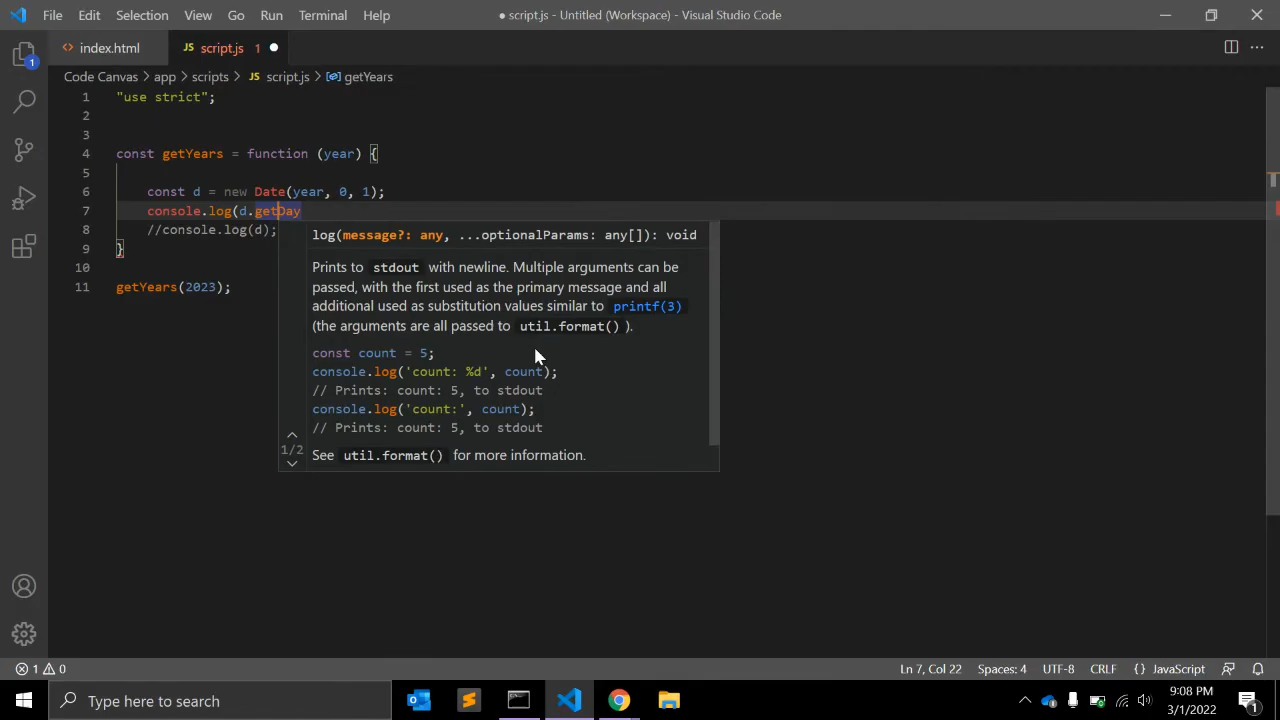 File Edit Selection View Go Run Terminal Help ● script.js - Untitled (Workspace) - Visual Studio Code
<> index.html JS script.js 1 ●
1
Code Canvas > app > scripts > JS script.js > getYears
1 "use strict";
2
3
4 const getYears = function (year) {
5
6 const d = new Date(year, 0, 1);
7 console.log(d.getDay
8 //console.log(d);
9 }
10
11 getYears(2023);
log(message?: any, ...optionalParams: any[]): void
Prints to stdout with newline. Multiple arguments can be
passed, with the first used as the primary message and all
additional used as substitution values similar to printf(3)
(the arguments are all passed to util.format() ).
const count = 5;
console.log('count: %d', count);
// Prints: count: 5, to stdout
console.log('count:', count);
// Prints: count: 5, to stdout
1/2
See util.format() for more information.
1 0 Ln 7, Col 22 Spaces: 4 UTF-8 CRLF {} JavaScript
Type here to search
9:08 PM
3/1/2022
1